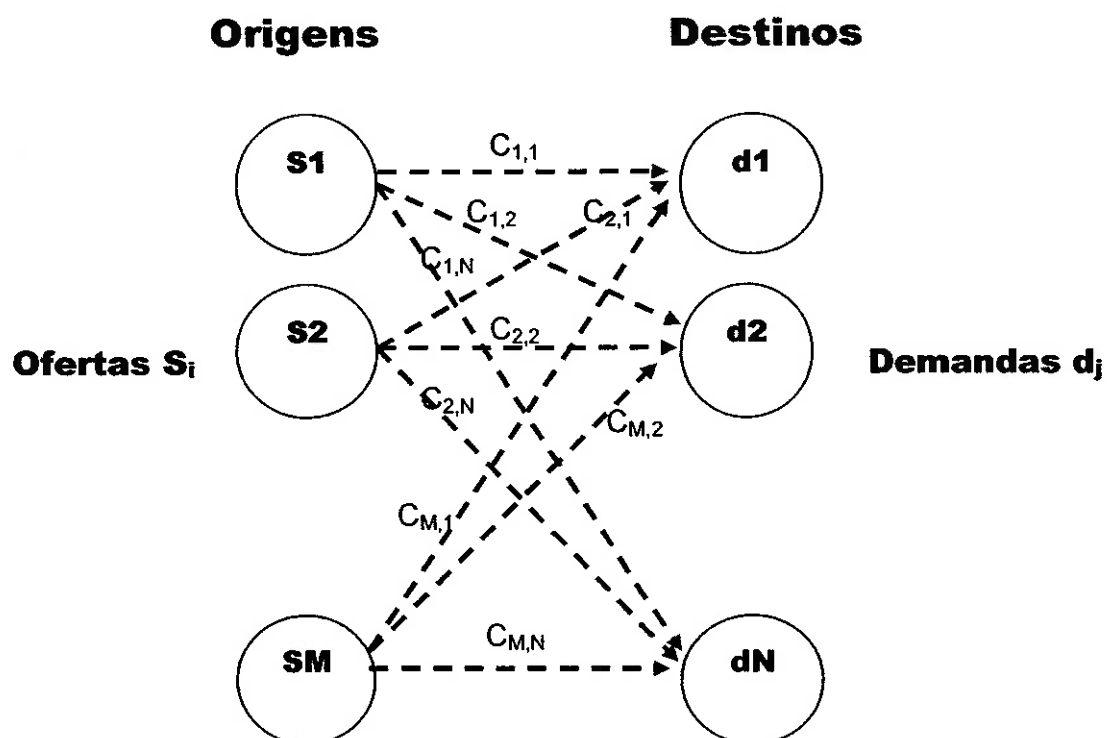 Origens
Destinos
S1
C1,1
d1
C1,2
C2,1
C1,N
S2
C2,2
d2
Ofertas Si
Demandas dj
C2,N
CM,2
CM,1
SM
CM,N
dN